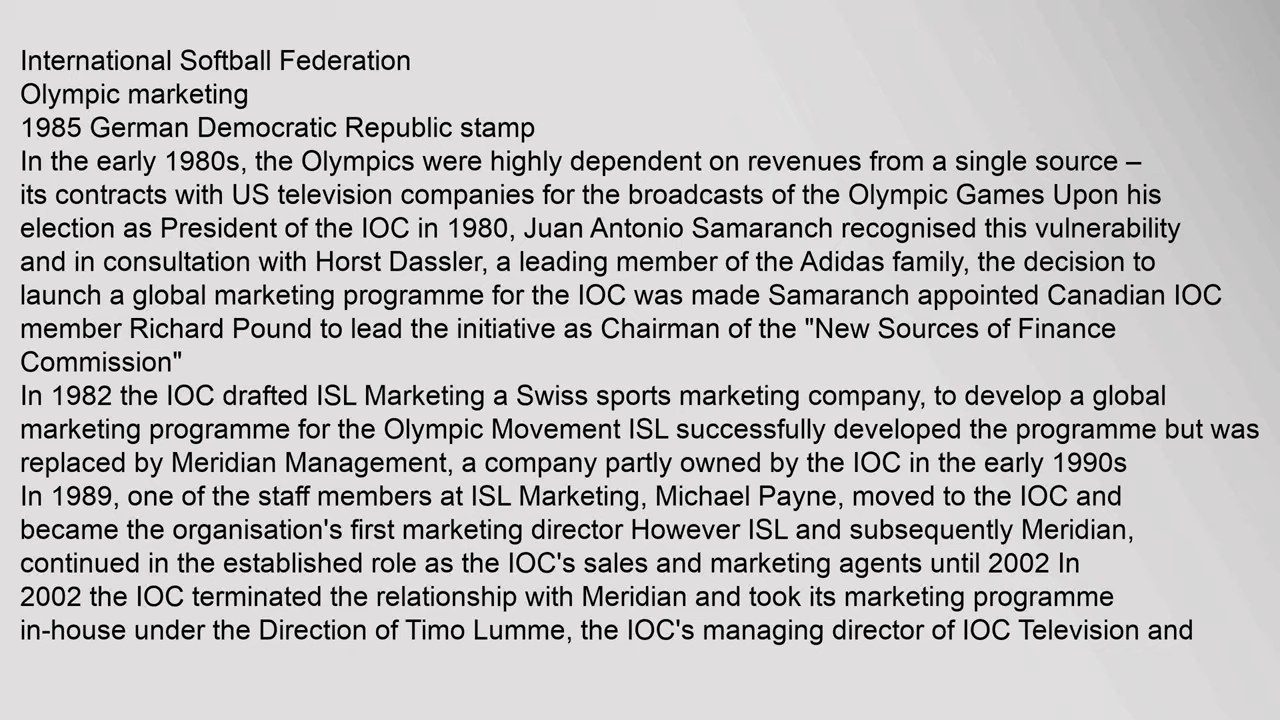 International Softball Federation
Olympic marketing
1985 German Democratic Republic stamp
In the early 1980s, the Olympics were highly dependent on revenues from a single source –
its contracts with US television companies for the broadcasts of the Olympic Games Upon his
election as President of the IOC in 1980, Juan Antonio Samaranch recognised this vulnerability
and in consultation with Horst Dassler, a leading member of the Adidas family, the decision to
launch a global marketing programme for the IOC was made Samaranch appointed Canadian IOC
member Richard Pound to lead the initiative as Chairman of the "New Sources of Finance
Commission"
In 1982 the IOC drafted ISL Marketing a Swiss sports marketing company, to develop a global
marketing programme for the Olympic Movement ISL successfully developed the programme but was
replaced by Meridian Management, a company partly owned by the IOC in the early 1990s
In 1989, one of the staff members at ISL Marketing, Michael Payne, moved to the IOC and
became the organisation's first marketing director However ISL and subsequently Meridian,
continued in the established role as the IOC's sales and marketing agents until 2002 In
2002 the IOC terminated the relationship with Meridian and took its marketing programme
in-house under the Direction of Timo Lumme, the IOC's managing director of IOC Television and